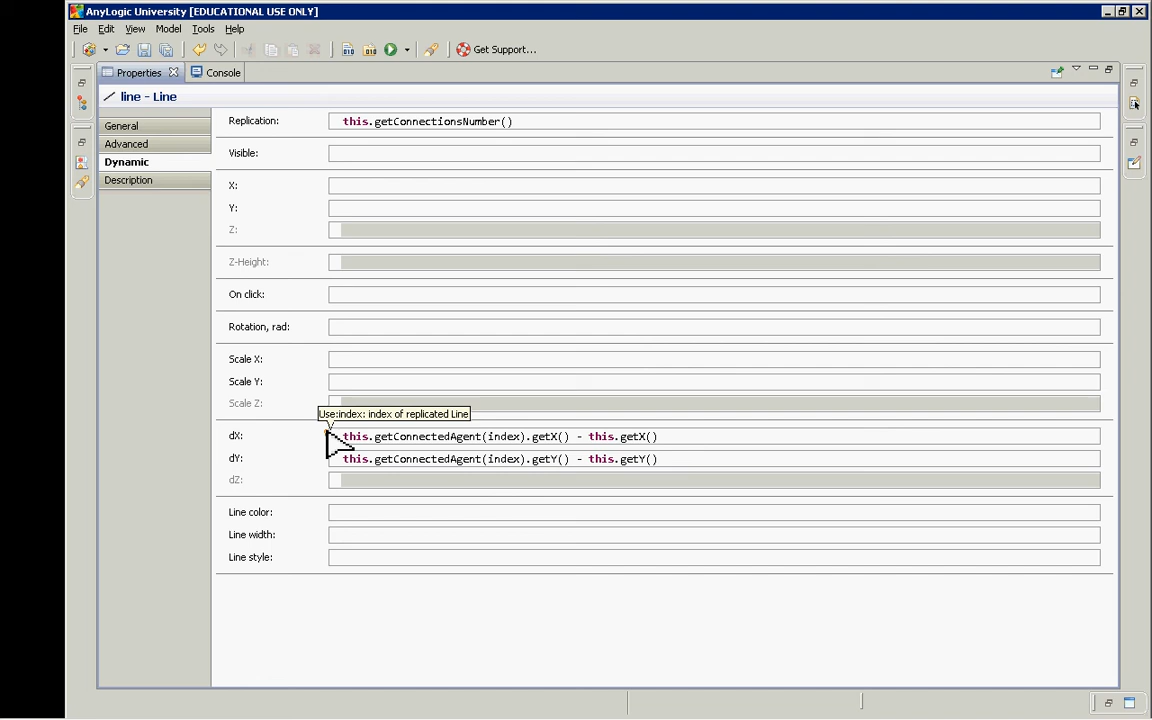 AnyLogic University [EDUCATIONAL USE ONLY]
File Edit View Model Tools Help
Get Support...
Properties Console
line - Line
General
Advanced
Dynamic
Description
Replication: this.getConnectionsNumber()
Visible:
X:
Y:
Z:
Z-Height:
On click:
Rotation, rad:
Scale X:
Scale Y:
Scale Z:
Use:index: index of replicated Line
dX: this.getConnectedAgent(index).getX() - this.getX()
dY: this.getConnectedAgent(index).getY() - this.getY()
dZ:
Line color:
Line width:
Line style: